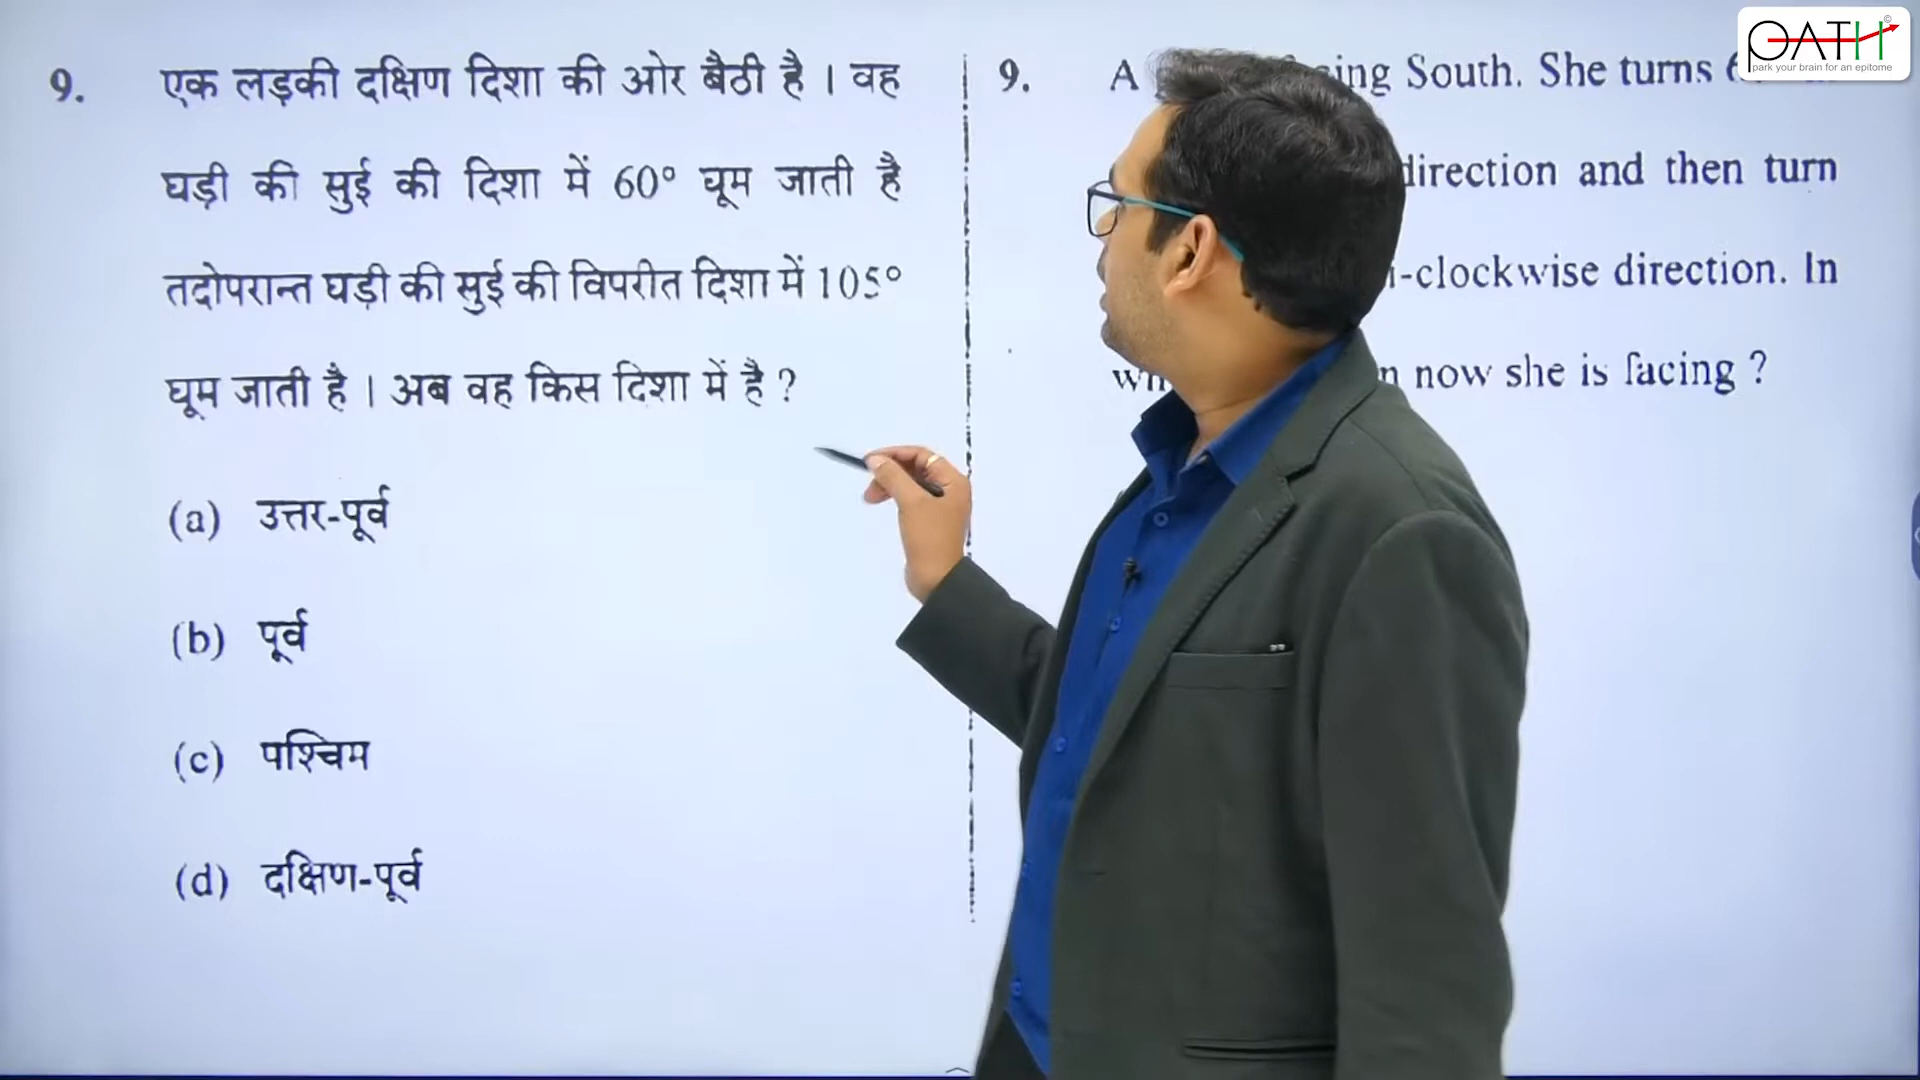 9. एक लड़की दक्षिण दिशा की ओर बैठी है । वह
घड़ी की सुई की दिशा में 60° घूम जाती है
तदोपरान्त घड़ी की सुई की विपरीत दिशा में 105°
घूम जाती है । अब वह किस दिशा में है ?
(a) उत्तर-पूर्व
(b) पूर्व
(c) पश्चिम
(d) दक्षिण-पूर्व
9. A South. She turns
direction and then turn
-clockwise direction. In
now she is facing ?
PATH
park your brain for an epitome